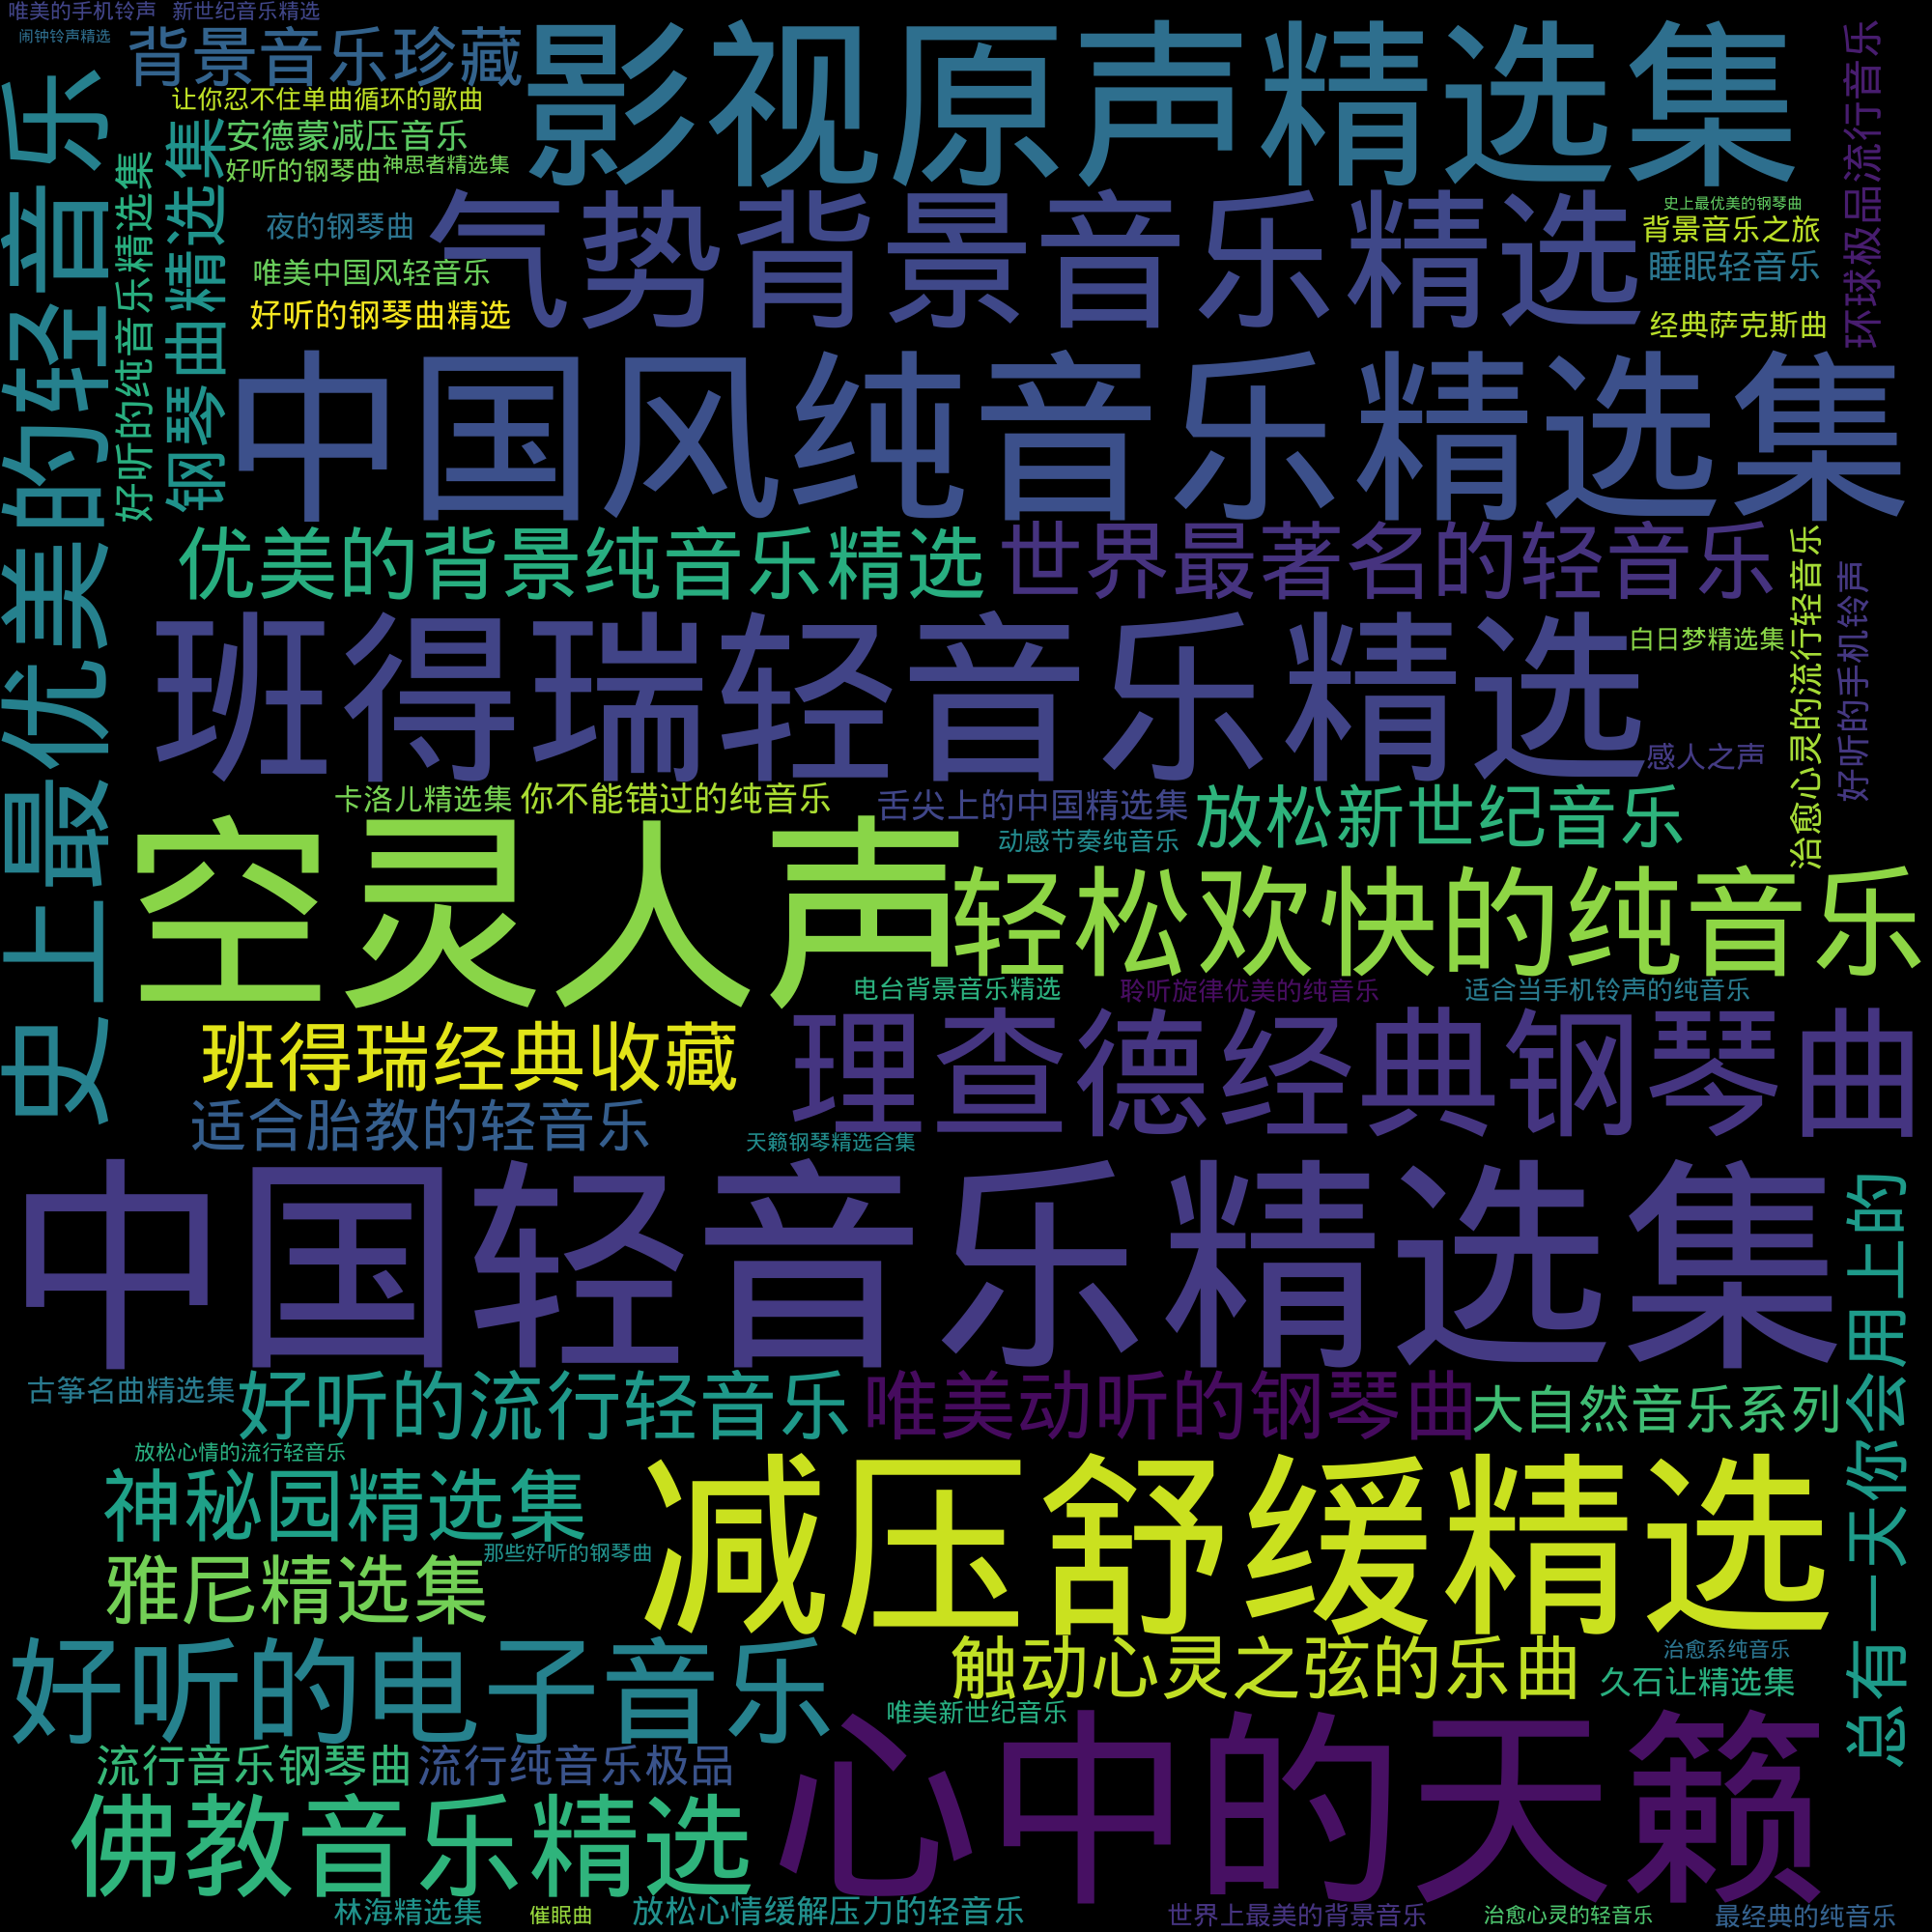 唯美的手机铃声
新世纪音乐精选
闹钟铃声精选
背景音乐珍藏
影视原声精选集
让你忍不住单曲循环的歌曲
安德蒙减压音乐
好听的钢琴曲
神思者精选集
史上最优美的轻音乐
好听的纯音乐精选集
钢琴曲精选集
环球极品流行音乐
夜的钢琴曲
气势背景音乐精选
史上最优美的钢琴曲
背景音乐之旅
唯美中国风轻音乐
睡眠轻音乐
好听的钢琴曲精选
经典萨克斯曲
中国风纯音乐精选集
优美的背景纯音乐精选
世界最著名的轻音乐
治愈心灵的流行轻音乐
好听的手机铃声
班得瑞轻音乐精选
白日梦精选集
感人之声
卡洛儿精选集
你不能错过的纯音乐
舌尖上的中国精选集
放松新世纪音乐
动感节奏纯音乐
空灵人声
轻松欢快的纯音乐
电台背景音乐精选
聆听旋律优美的纯音乐
适合当手机铃声的纯音乐
班得瑞经典收藏
理查德经典钢琴曲
适合胎教的轻音乐
天籁钢琴精选合集
中国轻音乐精选集
总有一天你会用上的
古筝名曲精选集
好听的流行轻音乐
唯美动听的钢琴曲
大自然音乐系列
放松心情的流行轻音乐
神秘园精选集
减压舒缓精选
那些好听的钢琴曲
雅尼精选集
好听的电子音乐
触动心灵之弦的乐曲
治愈系纯音乐
久石让精选集
唯美新世纪音乐
心中的天籁
流行音乐钢琴曲
流行纯音乐极品
佛教音乐精选
林海精选集
催眠曲
放松心情缓解压力的轻音乐
世界上最美的背景音乐
治愈心灵的轻音乐
最经典的纯音乐